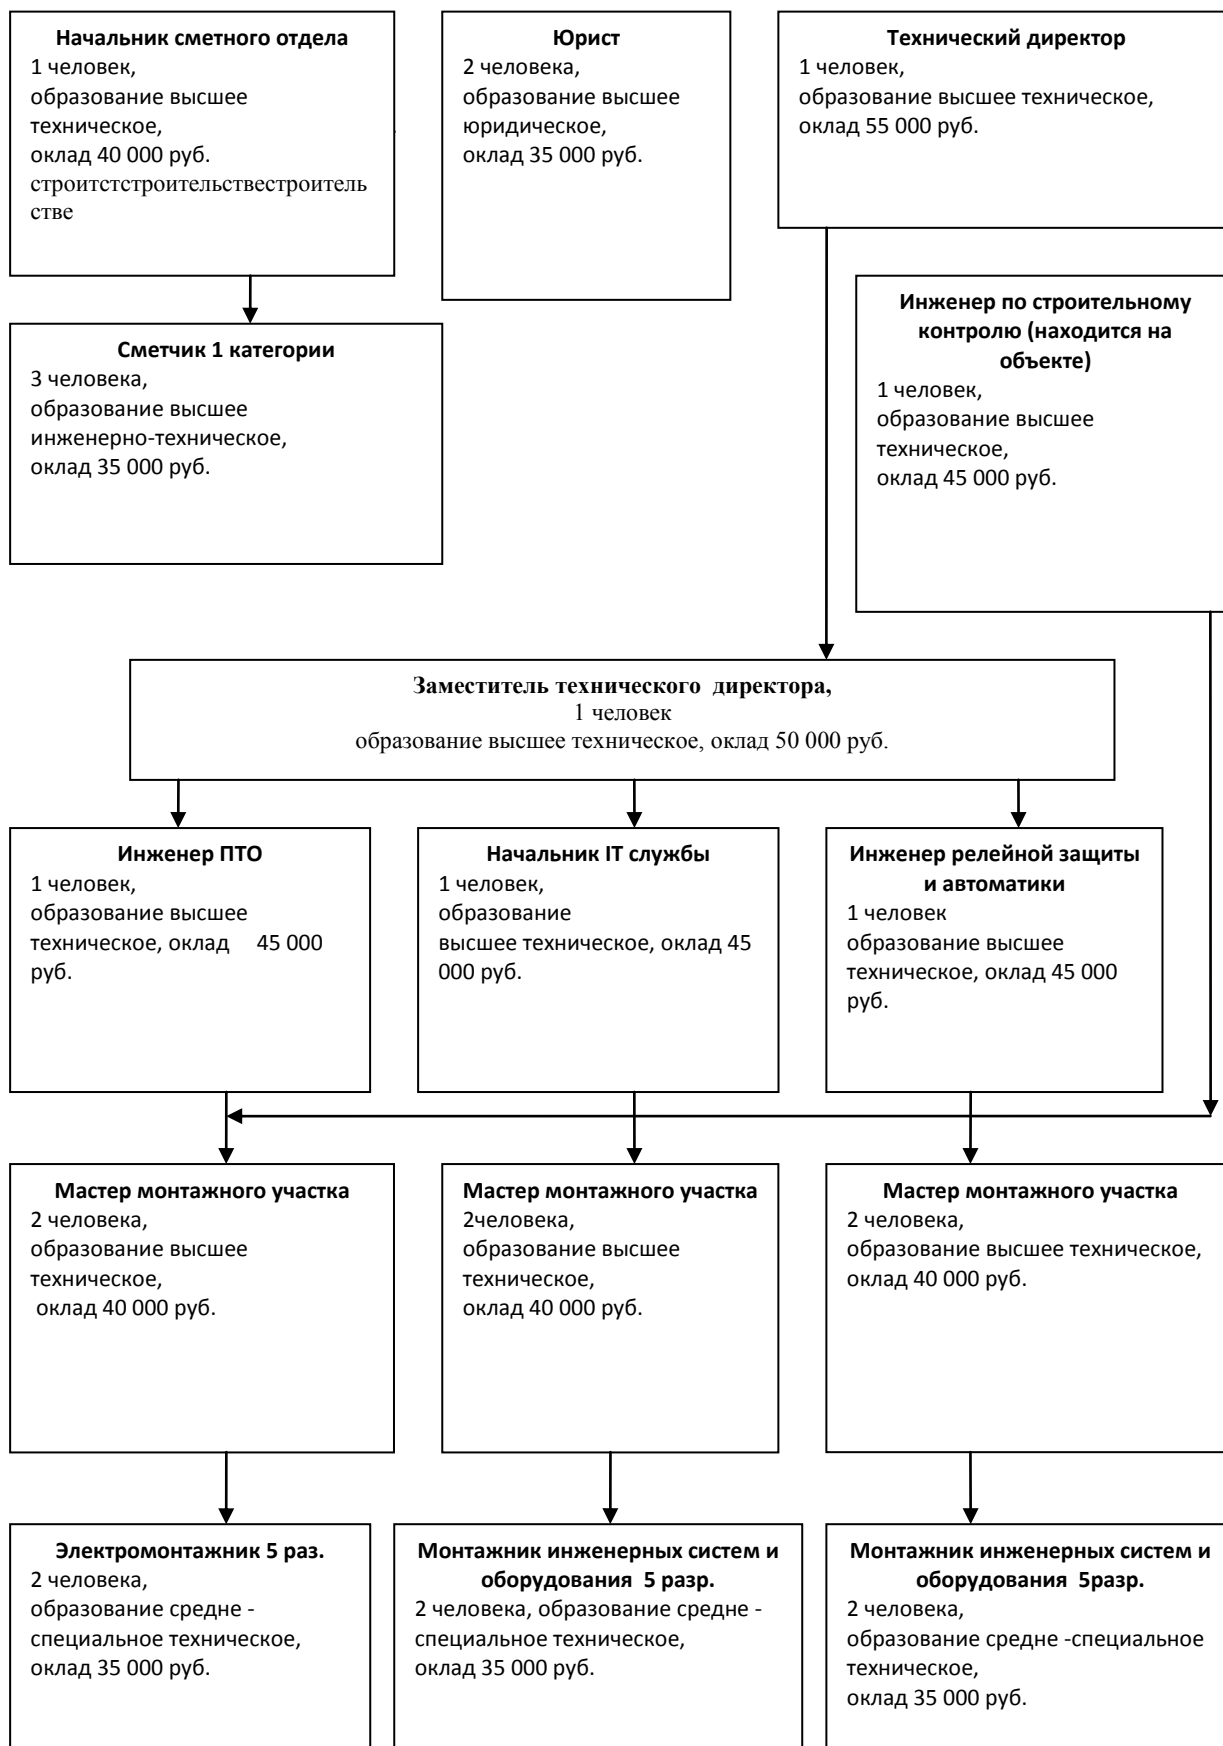 Начальник сметного отдела
1 человек,
образование высшее
техническое,
оклад 40 000 руб.
строитстстроительствестроитель
стве
.
Юрист
2 человека,
образование высшее
юридическое,
оклад 35 000 руб.
Технический директор
1 человек,
образование высшее техническое,
оклад 55 000 руб.
Сметчик 1 категории
3 человека,
образование высшее
инженерно-техническое,
оклад 35 000 руб.
Инженер по строительному
контролю (находится на
объекте)
1 человек,
образование высшее
техническое,
оклад 45 000 руб.
Заместитель технического директора,
1 человек
образование высшее техническое, оклад 50 000 руб.
Инженер ПТО
1 человек,
образование высшее
техническое, оклад 45 000
руб.
Начальник IT службы
1 человек,
образование
высшее техническое, оклад 45
000 руб.
Инженер релейной защиты
и автоматики
1 человек
образование высшее
техническое, оклад 45 000
руб.
Мастер монтажного участка
2 человека,
образование высшее
техническое,
оклад 40 000 руб.
Мастер монтажного участка
2человека,
образование высшее
техническое,
оклад 40 000 руб.
Мастер монтажного участка
2 человека,
образование высшее техническое,
оклад 40 000 руб.
Электромонтажник 5 раз.
2 человека,
образование средне -
специальное техническое,
оклад 35 000 руб.
Монтажник инженерных систем и
оборудования 5 разр.
2 человека, образование средне -
специальное техническое,
оклад 35 000 руб.
Монтажник инженерных систем и
оборудования 5разр.
2 человека,
образование средне -специальное
техническое,
оклад 35 000 руб.